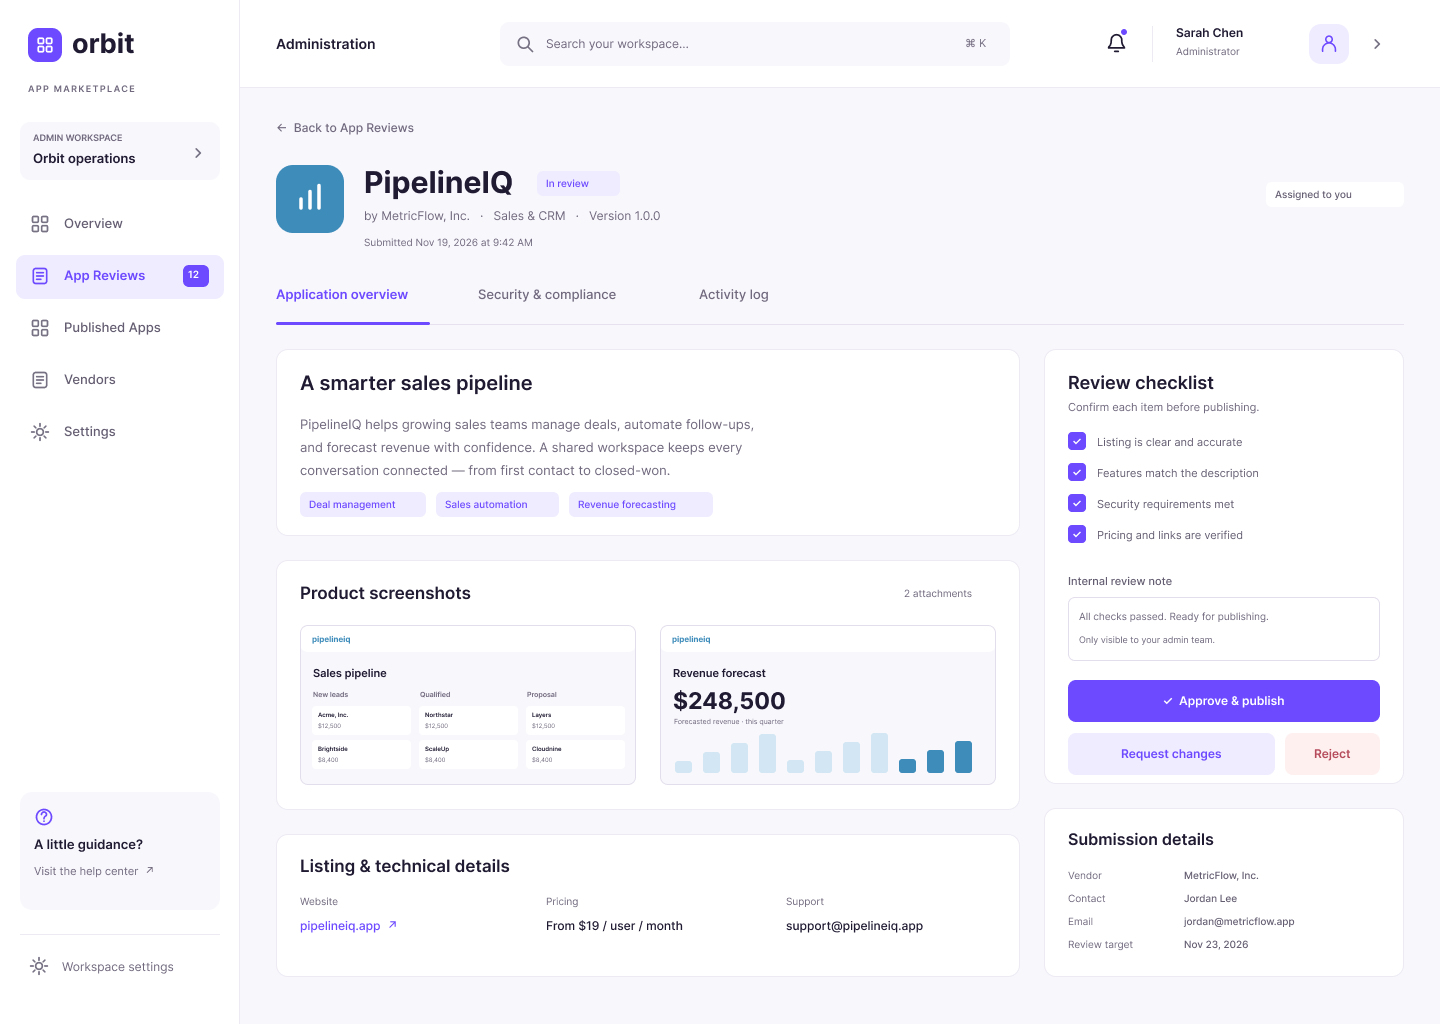 orbit
APP MARKETPLACE
ADMIN WORKSPACE
Orbit operations
Overview
App Reviews
12
Published Apps
Vendors
Settings
A little guidance?
Visit the help center ↗
Workspace settings
Administration
Search your workspace...
⌘ K
Sarah Chen
Administrator
← Back to App Reviews
PipelineIQ
In review
by MetricFlow, Inc. · Sales & CRM · Version 1.0.0
Submitted Nov 19, 2026 at 9:42 AM
Assigned to you
Application overview
Security & compliance
Activity log
A smarter sales pipeline
PipelineIQ helps growing sales teams manage deals, automate follow-ups,
and forecast revenue with confidence. A shared workspace keeps every
conversation connected — from first contact to closed-won.
Deal management
Sales automation
Revenue forecasting
Product screenshots
2 attachments
pipelineiq
Sales pipeline
New leads
Qualified
Proposal
Acme, Inc.
$12,500
Northstar
$12,500
Layers
$12,500
Brightside
$8,400
ScaleUp
$8,400
Cloudnine
$8,400
pipelineiq
Revenue forecast
$248,500
Forecasted revenue · this quarter
Listing & technical details
Website
pipelineiq.app ↗
Pricing
From $19 / user / month
Support
support@pipelineiq.app
Review checklist
Confirm each item before publishing.
Listing is clear and accurate
Features match the description
Security requirements met
Pricing and links are verified
Internal review note
All checks passed. Ready for publishing.
Only visible to your admin team.
✓ Approve & publish
Request changes
Reject
Submission details
Vendor
MetricFlow, Inc.
Contact
Jordan Lee
Email
jordan@metricflow.app
Review target
Nov 23, 2026